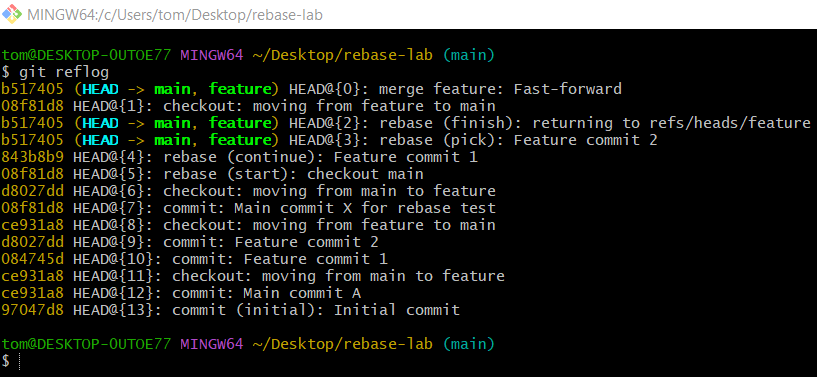 MINGW64:/c/Users/tom/Desktop/rebase-lab
tom@DESKTOP-OUTOE77 MINGW64 ~/Desktop/rebase-lab (main)
$ git reflog
b517405 (HEAD -> main, feature) HEAD@{0}: merge feature: Fast-forward
08f81d8 HEAD@{1}: checkout: moving from feature to main
b517405 (HEAD -> main, feature) HEAD@{2}: rebase (finish): returning to refs/heads/feature
b517405 (HEAD -> main, feature) HEAD@{3}: rebase (pick): Feature commit 2
843b8b9 HEAD@{4}: rebase (continue): Feature commit 1
08f81d8 HEAD@{5}: rebase (start): checkout main
d8027dd HEAD@{6}: checkout: moving from main to feature
08f81d8 HEAD@{7}: commit: Main commit X for rebase test
ce931a8 HEAD@{8}: checkout: moving from feature to main
d8027dd HEAD@{9}: commit: Feature commit 2
084745d HEAD@{10}: commit: Feature commit 1
ce931a8 HEAD@{11}: checkout: moving from main to feature
ce931a8 HEAD@{12}: commit: Main commit A
97047d8 HEAD@{13}: commit (initial): Initial commit
tom@DESKTOP-OUTOE77 MINGW64 ~/Desktop/rebase-lab (main)
$